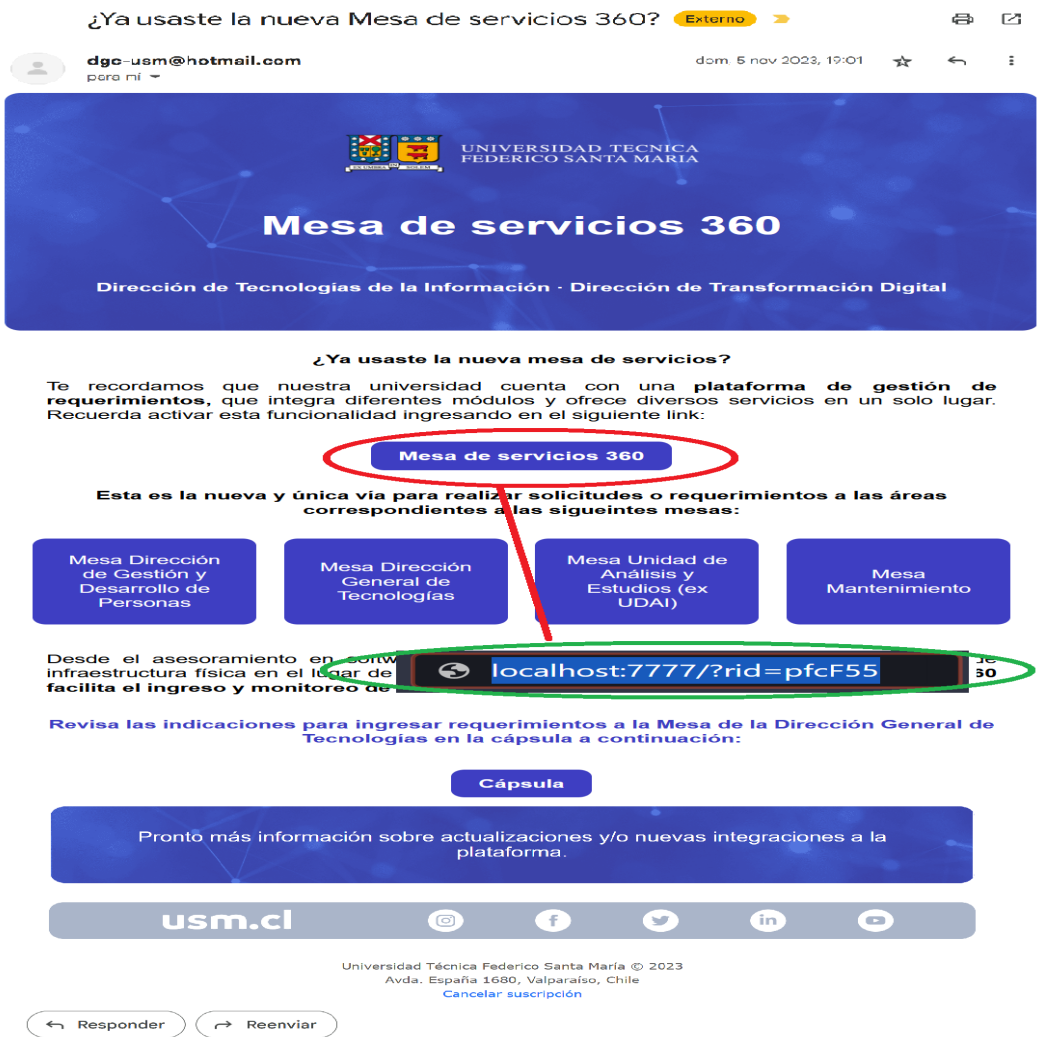 ¿Ya usaste la nueva Mesa de servicios 360? Externo
dgc-usm@hotmail.com
dom, 5 nov 2023, 19:01
para mí
UNIVERSIDAD TECNICA
FEDERICO SANTA MARIA
Mesa de servicios 360
Dirección de Tecnologías de la Información · Dirección de Transformación Digital
¿Ya usaste la nueva mesa de servicios?
Te recordamos que nuestra universidad cuenta con una plataforma de gestión de
requerimientos, que integra diferentes módulos y ofrece diversos servicios en un solo lugar.
Recuerda activar esta funcionalidad ingresando en el siguiente link:
Mesa de servicios 360
Esta es la nueva y única vía para realizar solicitudes o requerimientos a las áreas
correspondientes a las sigueintes mesas:
Mesa Dirección
de Gestión y
Desarrollo de
Personas
Mesa Dirección
General de
Tecnologías
Mesa Unidad de
Análisis y
Estudios (ex
UDAI)
Mesa
Mantenimiento
Desde el asesoramiento en
infraestructura física en el lugar de
facilita el ingreso y monitoreo de
localhost:7777/?rid=pfcF55
Revisa las indicaciones para ingresar requerimientos a la Mesa de la Dirección General de
Tecnologías en la cápsula a continuación:
Cápsula
Pronto más información sobre actualizaciones y/o nuevas integraciones a la
plataforma.
usm.cl
Universidad Técnica Federico Santa María © 2023
Avda. España 1680, Valparaíso, Chile
Cancelar suscripción
Responder
Reenviar